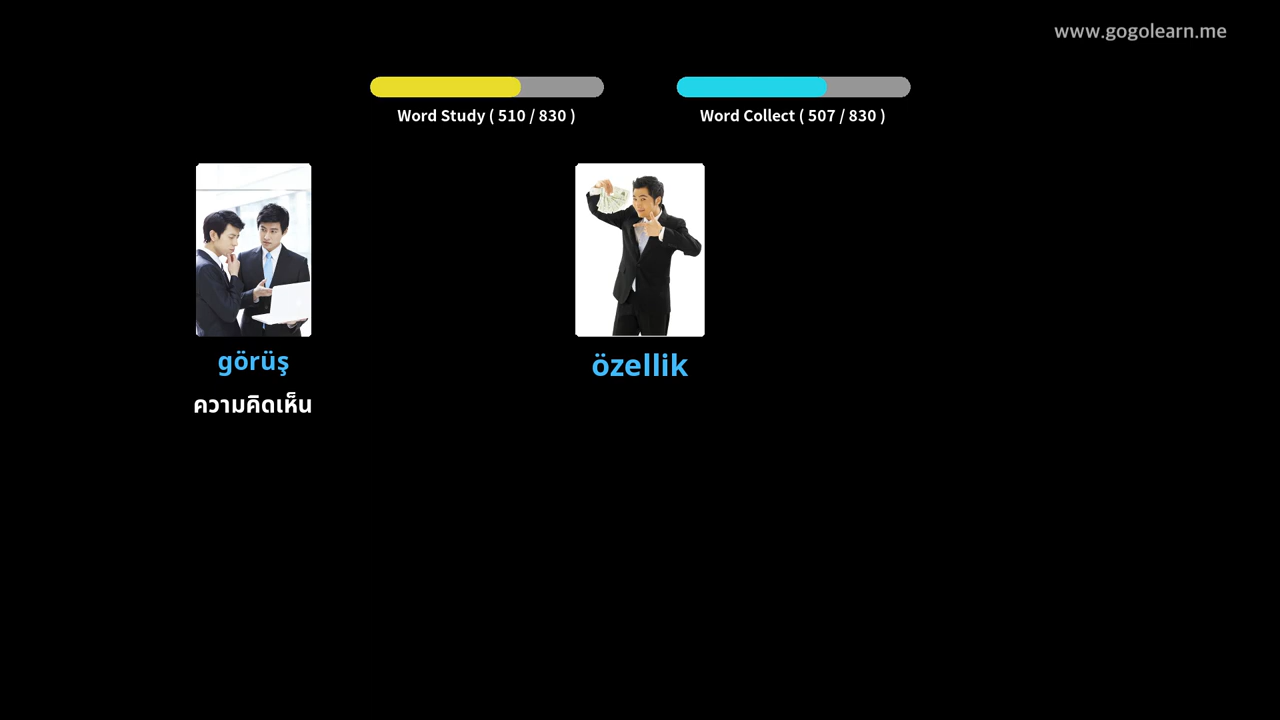 www.gogolearn.me
Word Study ( 510 / 830 )
Word Collect ( 507 / 830 )
görüş
ความคิดเห็น
özellik